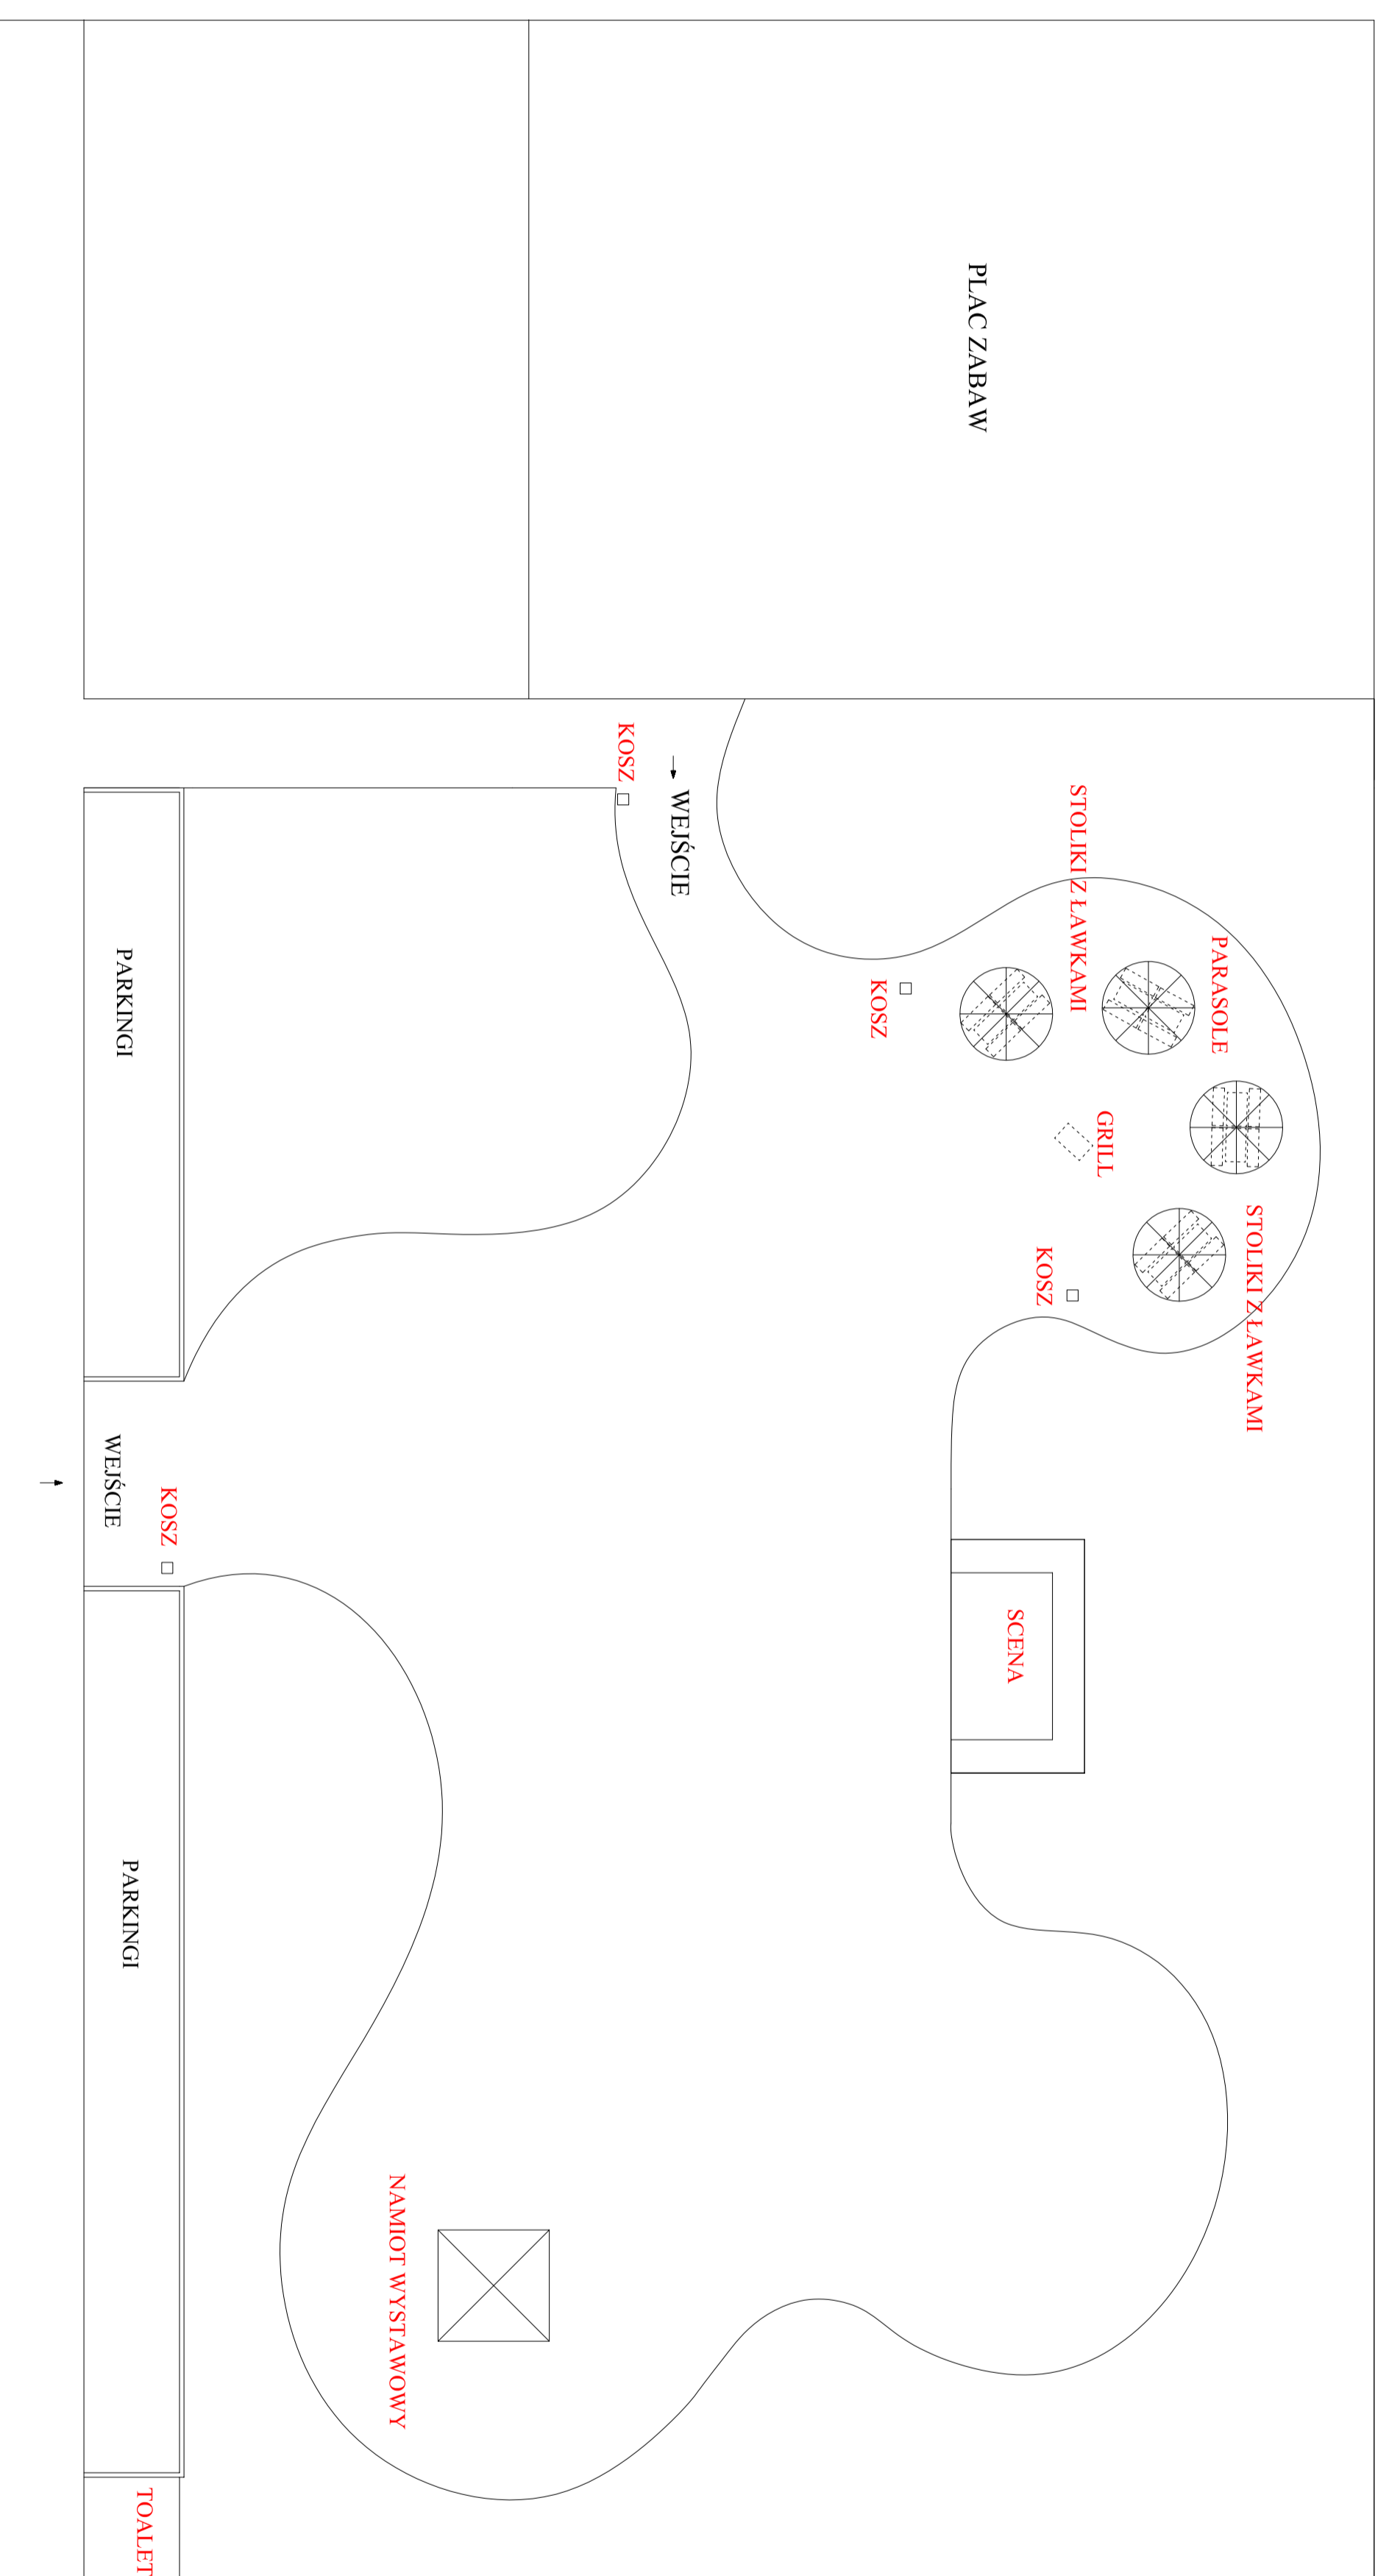 PLAC ZABAW
KOSZ
WEJŚCIE
STOLIKI Z ŁAWKAMI
PARASOLE
KOSZ
GRILL
STOLIKI Z ŁAWKAMI
KOSZ
PARKINGI
WEJŚCIE
KOSZ
SCENA
PARKINGI
NAMIOT WYSTAWOWY
TOALET